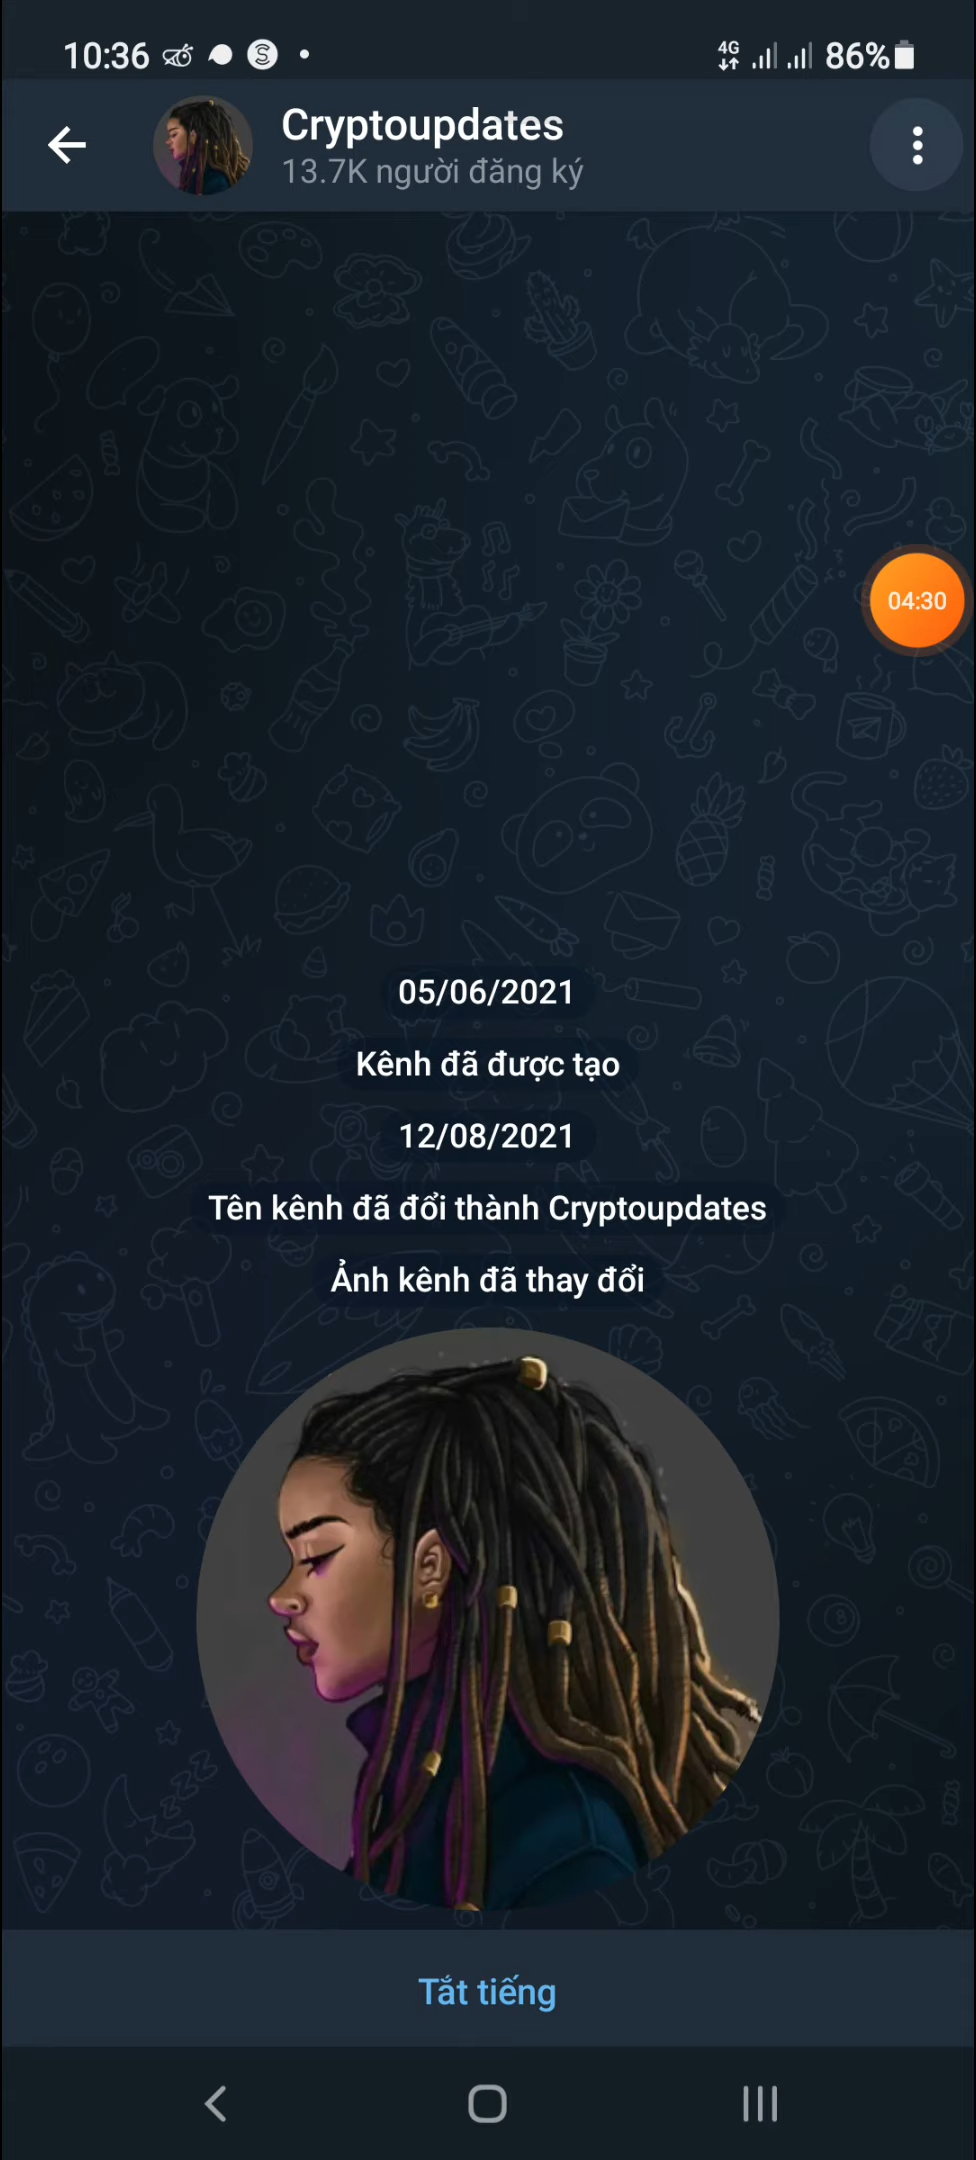 10:36
4G
86%
Cryptoupdates
13.7K người đăng ký
04:30
05/06/2021
Kênh đã được tạo
12/08/2021
Tên kênh đã đổi thành Cryptoupdates
Ảnh kênh đã thay đổi
Tắt tiếng